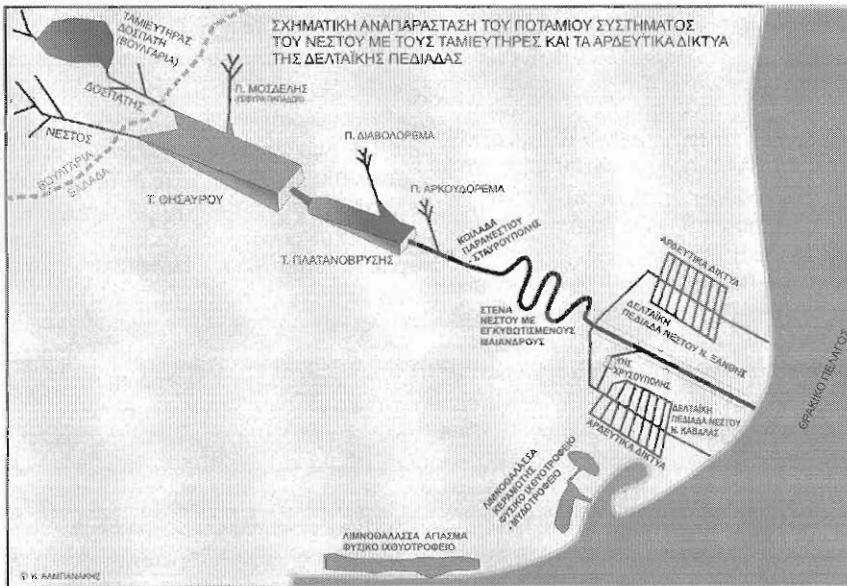 ΣΧΗΜΑΤΙΚΗ ΑΝΑΠΑΡΑΣΤΑΣΗ ΤΟΥ ΠΟΤΑΜΙΟΥ ΣΥΣΤΗΜΑΤΟΣ
ΤΟΥ ΝΕΣΤΟΥ ΜΕ ΤΟΥΣ ΤΑΜΙΕΥΤΗΡΕΣ ΚΑΙ ΤΑ ΑΡΔΕΥΤΙΚΑ ΔΙΚΤΥΑ
ΤΗΣ ΔΕΛΤΑΪΚΗΣ ΠΕΔΙΑΔΑΣ
ΤΑΜΙΕΥΤΗΡΑΣ
ΔΟΣΠΑΤΗ
(ΒΟΥΛΓΑΡΙΑ)
ΔΟΣΠΑΤΗΣ
Π. ΜΟΣΔΕΛΗΣ
ΝΕΣΤΟΣ
ΒΟΥΛΓΑΡΙΑ
ΕΛΛΑΔΑ
Τ. ΘΗΣΑΥΡΟΥ
Π. ΔΙΑΒΟΛΟΡΕΜΑ
Π. ΑΡΚΟΥΔΟΡΕΜΑ
Τ. ΠΛΑΤΑΝΟΒΡΥΣΗΣ
ΚΟΙΛΑΔΑ
ΠΑΡΑΝΕΣΤΙΟΥ
- ΣΤΑΥΡΟΥΠΟΛΗΣ
ΣΤΕΝΑ
ΝΕΣΤΟΥ ΜΕ
ΕΓΚΥΒΩΤΙΣΜΕΝΟΥΣ
ΜΑΙΑΝΔΡΟΥΣ
ΑΡΔΕΥΤΙΚΑ ΔΙΚΤΥΑ
ΔΕΛΤΑΪΚΗ
ΠΕΔΙΑΔΑ ΝΕΣΤΟΥ Ν. ΞΑΝΘΗΣ
ΧΡΥΣΟΥΠΟΛΗΣ
ΔΕΛΤΑΪΚΗ
ΠΕΔΙΑΔΑ ΝΕΣΤΟΥ
Ν. ΚΑΒΑΛΑΣ
ΑΡΔΕΥΤΙΚΑ ΔΙΚΤΥΑ
ΘΡΑΚΙΚΟ ΠΕΛΑΓΟΣ
ΛΙΜΝΟΘΑΛΑΣΣΑ
ΚΕΡΑΜΩΤΗΣ
ΦΥΣΙΚΟ ΙΧΘΥΟΤΡΟΦΕΙΟ
- ΜΥΔΟΤΡΟΦΕΙΟ
ΛΙΜΝΟΘΑΛΑΣΣΑ ΑΓΙΑΣΜΑ
ΦΥΣΙΚΟ ΙΧΘΥΟΤΡΟΦΕΙΟ
© Κ. ΑΛΜΠΑΝΑΚΗΣ